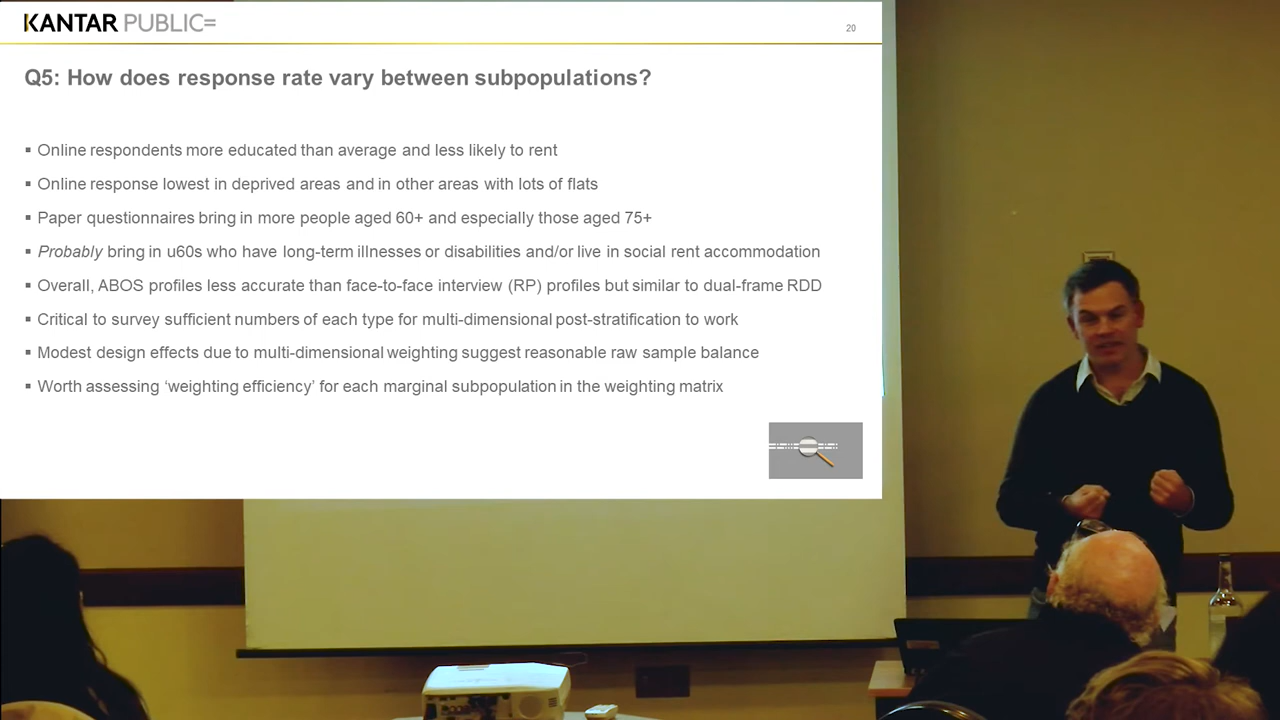 KANTAR PUBLIC=
20
Q5: How does response rate vary between subpopulations?
▪ Online respondents more educated than average and less likely to rent
▪ Online response lowest in deprived areas and in other areas with lots of flats
▪ Paper questionnaires bring in more people aged 60+ and especially those aged 75+
▪ Probably bring in u60s who have long-term illnesses or disabilities and/or live in social rent accommodation
▪ Overall, ABOS profiles less accurate than face-to-face interview (RP) profiles but similar to dual-frame RDD
▪ Critical to survey sufficient numbers of each type for multi-dimensional post-stratification to work
▪ Modest design effects due to multi-dimensional weighting suggest reasonable raw sample balance
▪ Worth assessing ‘weighting efficiency’ for each marginal subpopulation in the weighting matrix